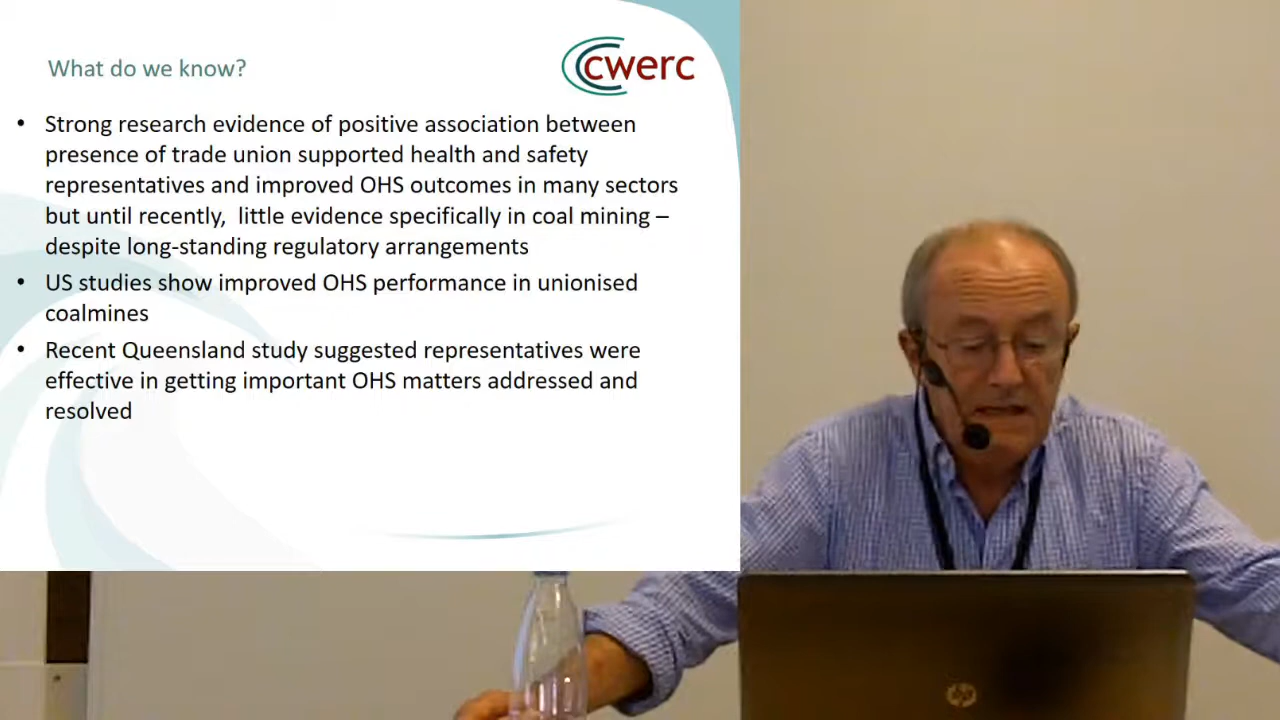 What do we know?
cwerc
• Strong research evidence of positive association between
presence of trade union supported health and safety
representatives and improved OHS outcomes in many sectors
but until recently,  little evidence specifically in coal mining –
despite long-standing regulatory arrangements
• US studies show improved OHS performance in unionised
coalmines
• Recent Queensland study suggested representatives were
effective in getting important OHS matters addressed and
resolved
hp